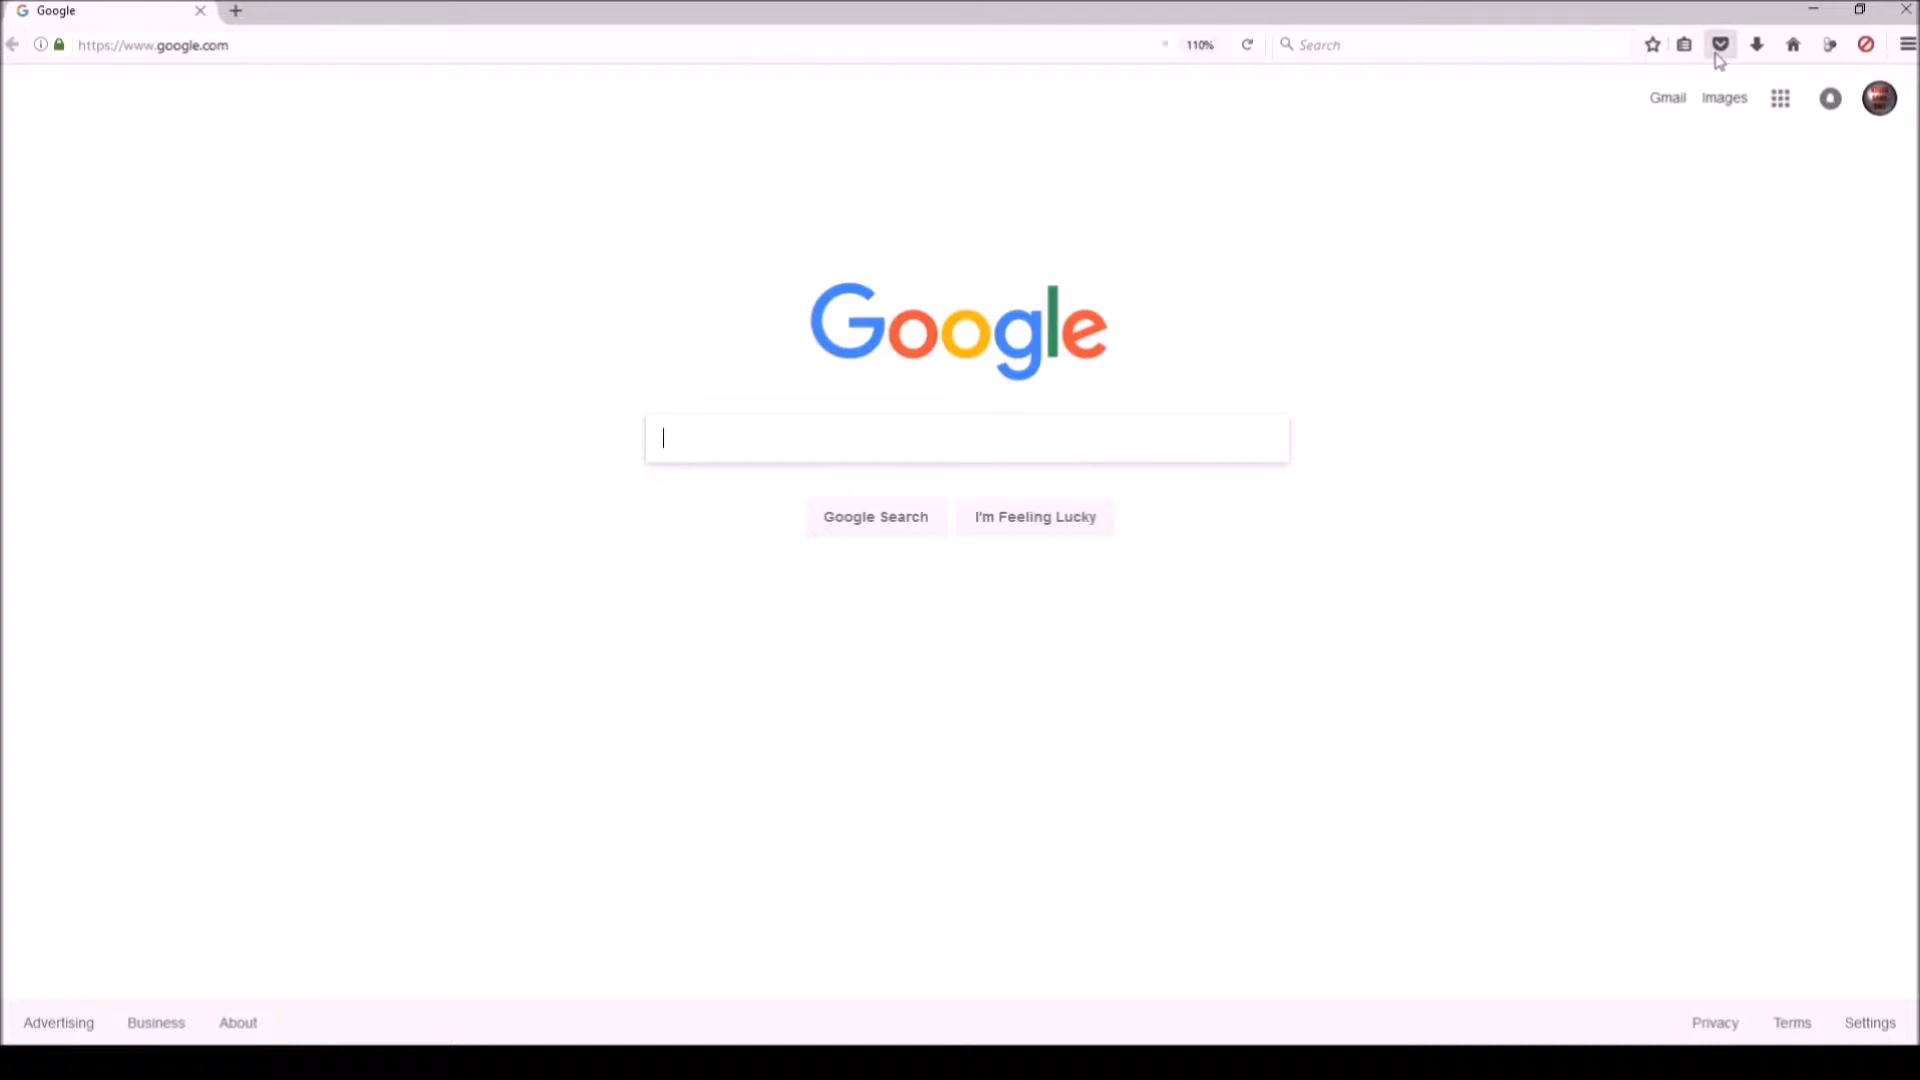 Google
https://www.google.com
110%
Search
Gmail
Images
Google
Google Search
I'm Feeling Lucky
Advertising
Business
About
Privacy
Terms
Settings